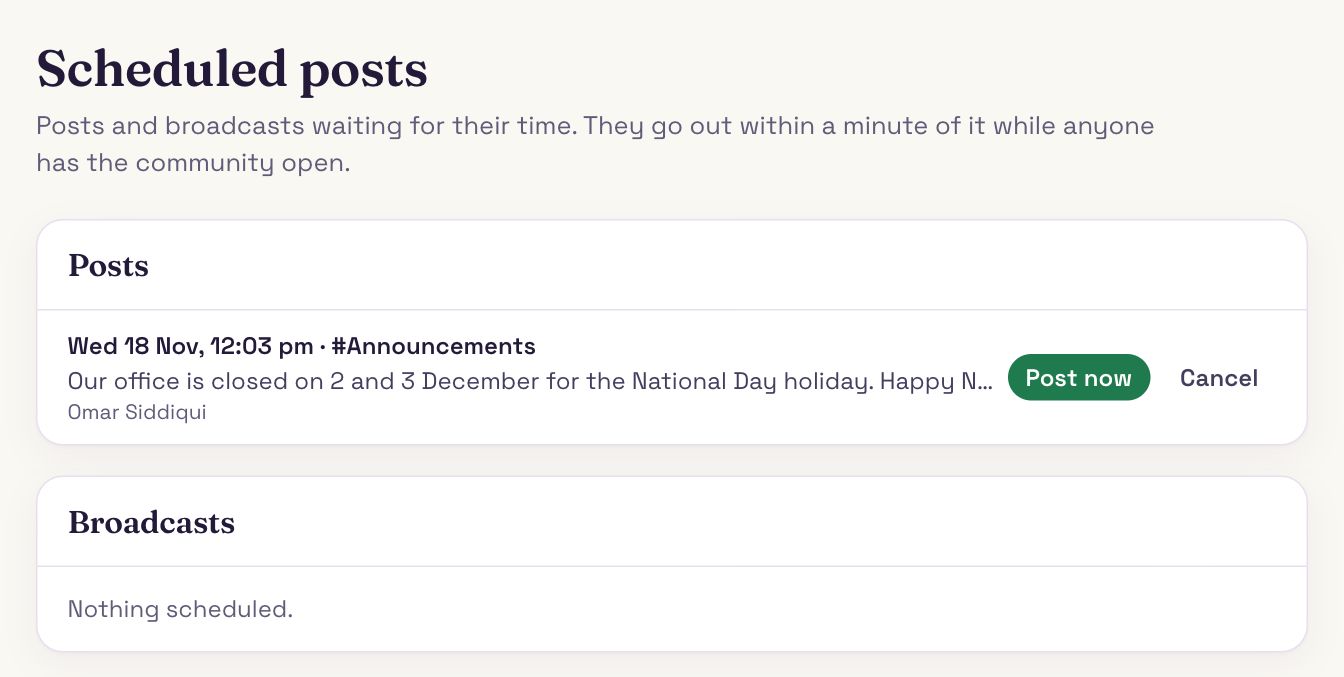 Scheduled posts
Posts and broadcasts waiting for their time. They go out within a minute of it while anyone
has the community open.
Posts
Wed 18 Nov, 12:03 pm · #Announcements
Our office is closed on 2 and 3 December for the National Day holiday. Happy N...
Omar Siddiqui
Post now
Cancel
Broadcasts
Nothing scheduled.